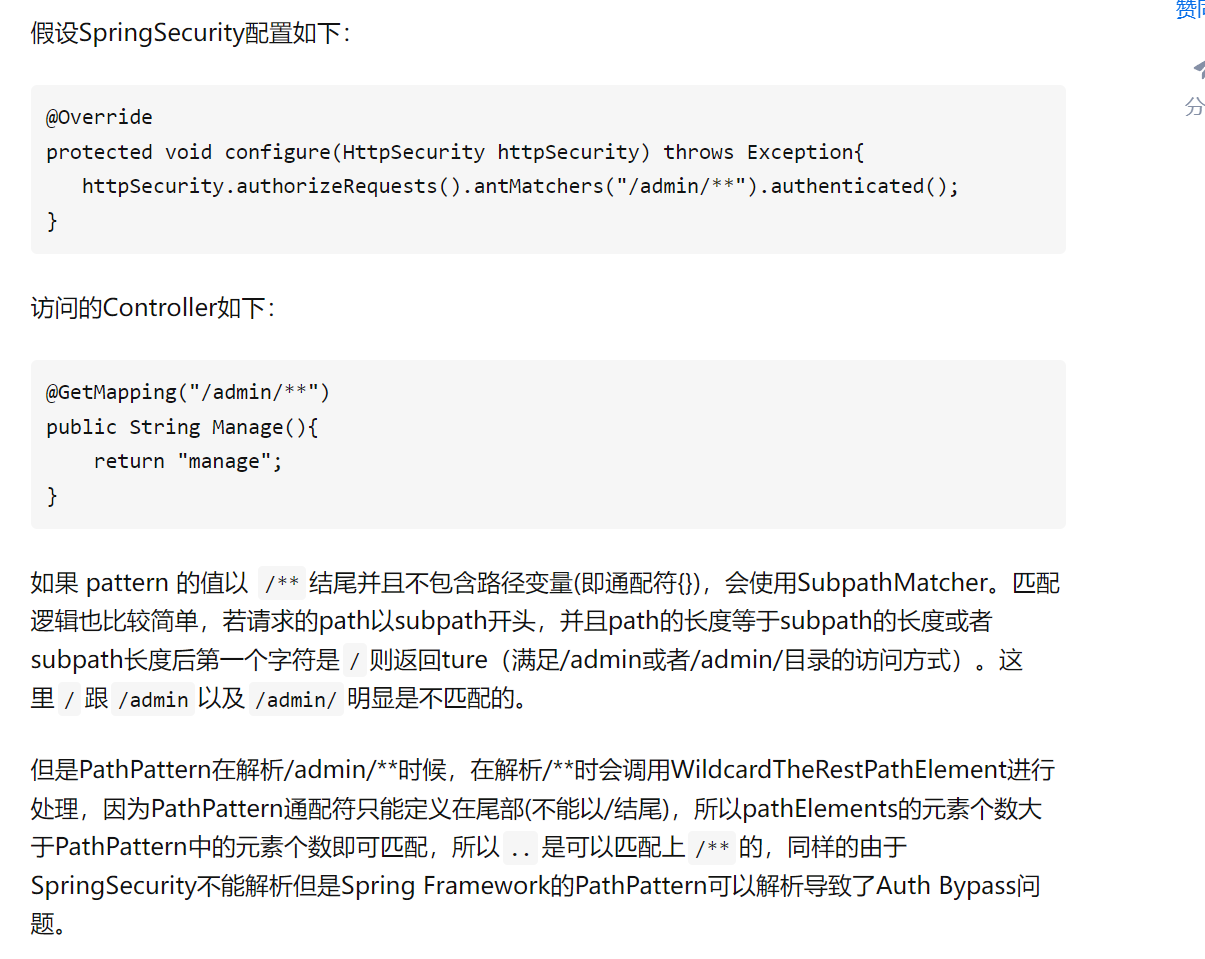 假设SpringSecurity配置如下：
赞同
分
@Override
protected void configure(HttpSecurity httpSecurity) throws Exception{
   httpSecurity.authorizeRequests().antMatchers("/admin/**").authenticated();
}
访问的Controller如下：
@GetMapping("/admin/**")
public String Manage(){
    return "manage";
}
如果 pattern 的值以 /** 结尾并且不包含路径变量(即通配符{})，会使用SubpathMatcher。匹配
逻辑也比较简单，若请求的path以subpath开头，并且path的长度等于subpath的长度或者
subpath长度后第一个字符是 / 则返回ture（满足/admin或者/admin/目录的访问方式）。这
里 / 跟 /admin 以及 /admin/ 明显是不匹配的。
但是PathPattern在解析/admin/**时候，在解析/**时会调用WildcardTheRestPathElement进行
处理，因为PathPattern通配符只能定义在尾部(不能以/结尾)，所以pathElements的元素个数大
于PathPattern中的元素个数即可匹配，所以 .. 是可以匹配上 /** 的，同样的由于
SpringSecurity不能解析但是Spring Framework的PathPattern可以解析导致了Auth Bypass问
题。